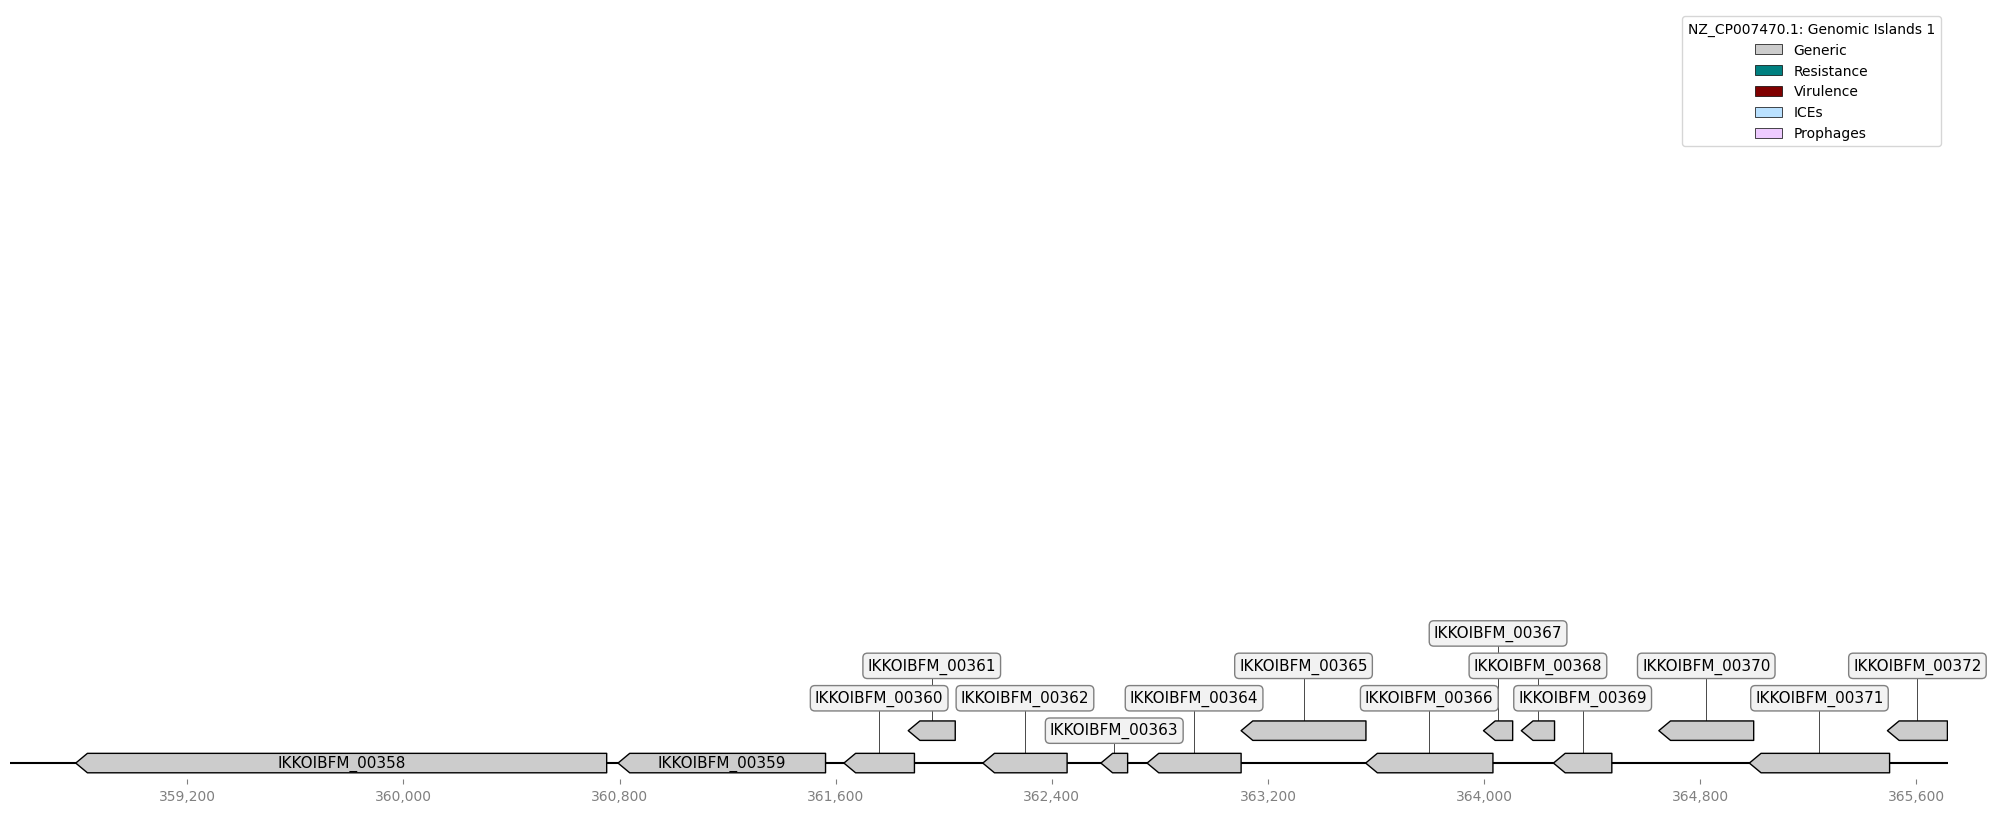 NZ_CP007470.1: Genomic Islands 1
Generic
Resistance
Virulence
ICEs
Prophages
IKKOIBFM_00367
IKKOIBFM_00361
IKKOIBFM_00365
IKKOIBFM_00368
IKKOIBFM_00370
IKKOIBFM_00372
IKKOIBFM_00360
IKKOIBFM_00362
IKKOIBFM_00364
IKKOIBFM_00366
IKKOIBFM_00369
IKKOIBFM_00371
IKKOIBFM_00363
IKKOIBFM_00358
IKKOIBFM_00359
359,200
360,000
360,800
361,600
362,400
363,200
364,000
364,800
365,600